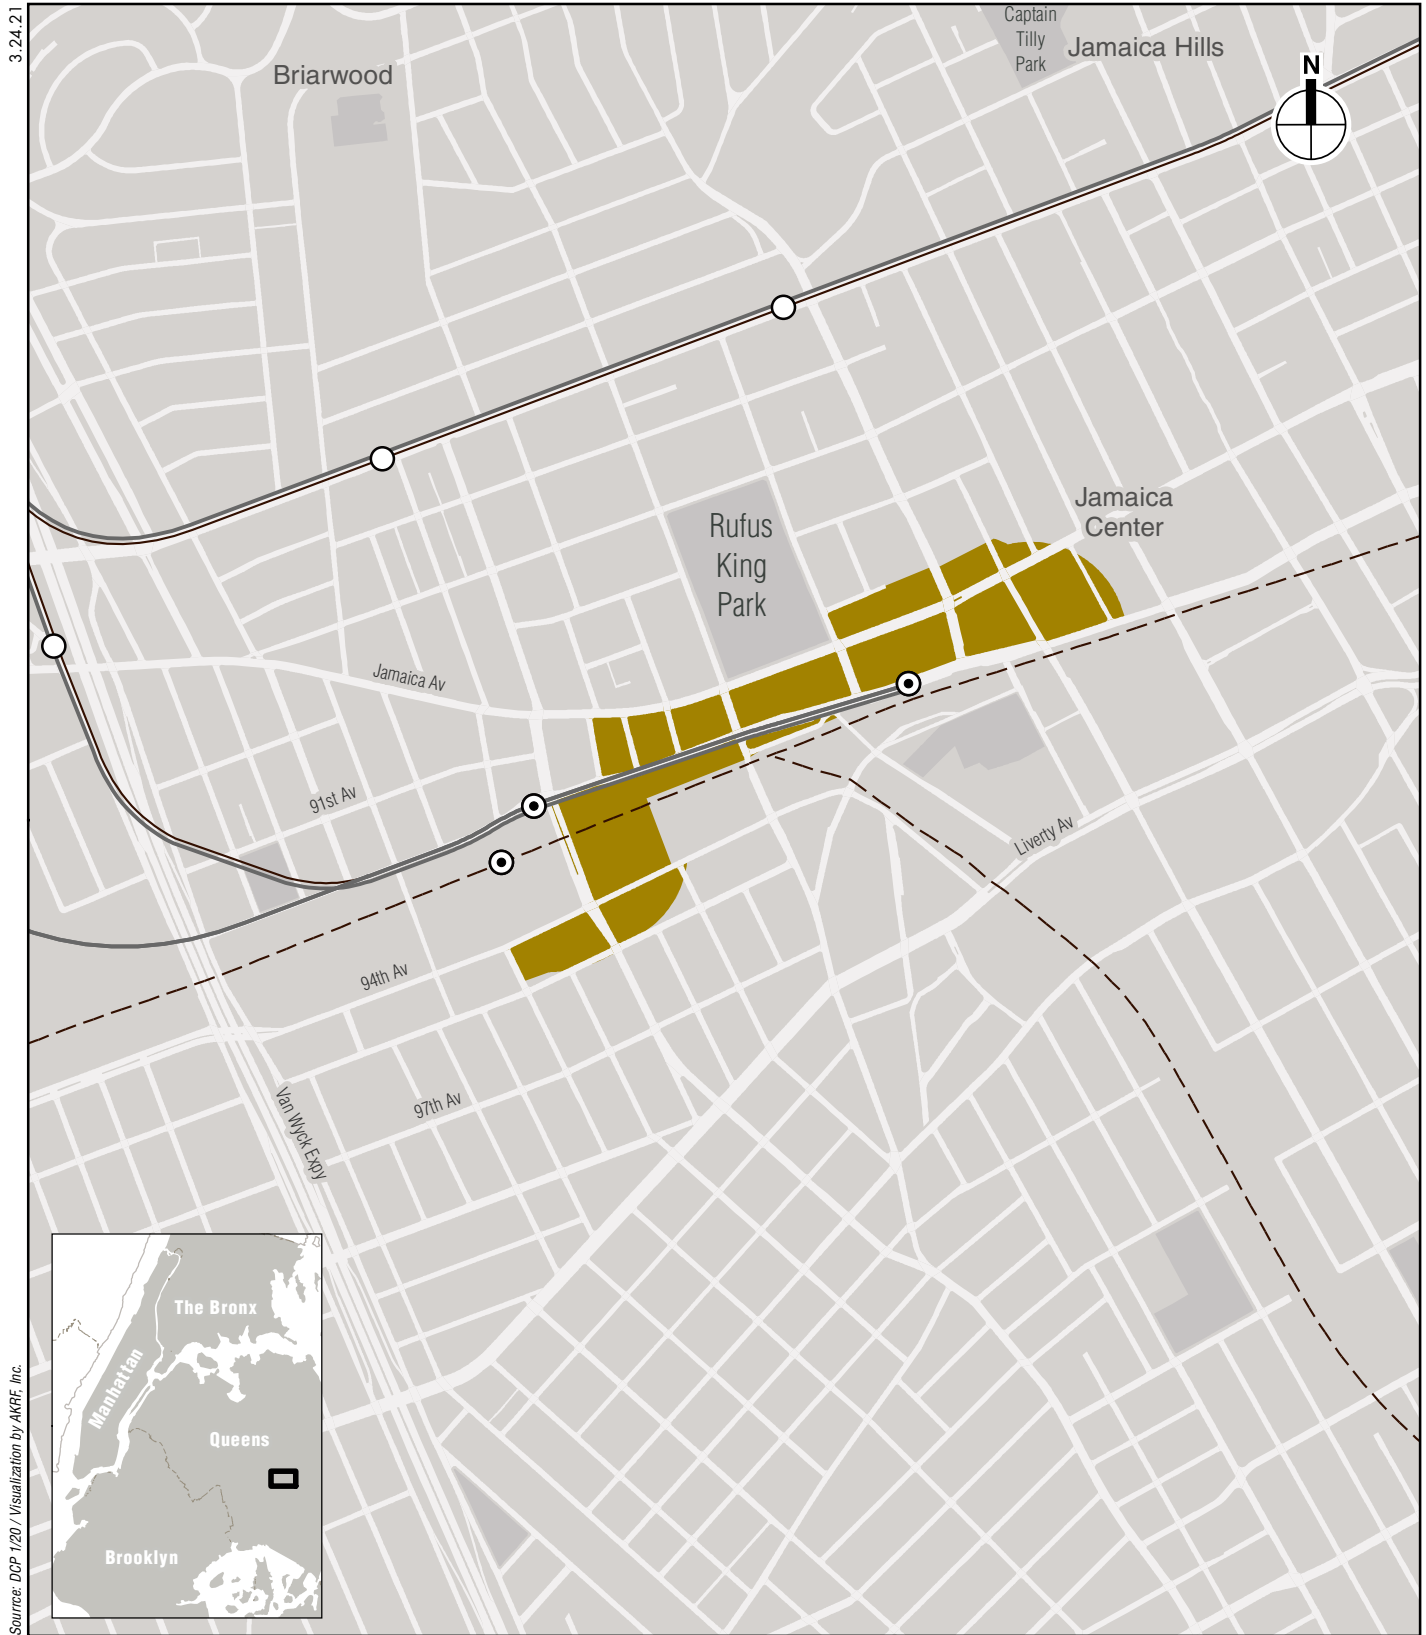 3.24.21
Captain
Tilly
Park
Jamaica Hills
Briarwood
N
Jamaica
Center
Rufus
King
Park
Jamaica Av
91st Av
Liverty Av
94th Av
97th Av
Van Wyck Expy
The Bronx
Manhattan
Queens
Brooklyn
Sourrce: DCP 1/20 / Visualization by AKRF, Inc.